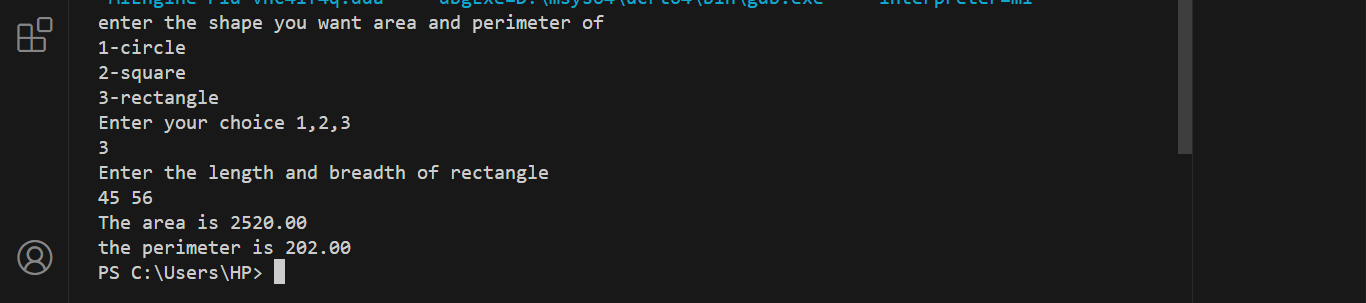 enter the shape you want area and perimeter of
1-circle
2-square
3-rectangle
Enter your choice 1,2,3
3
Enter the length and breadth of rectangle
45 56
The area is 2520.00
the perimeter is 202.00
PS C:\Users\HP>